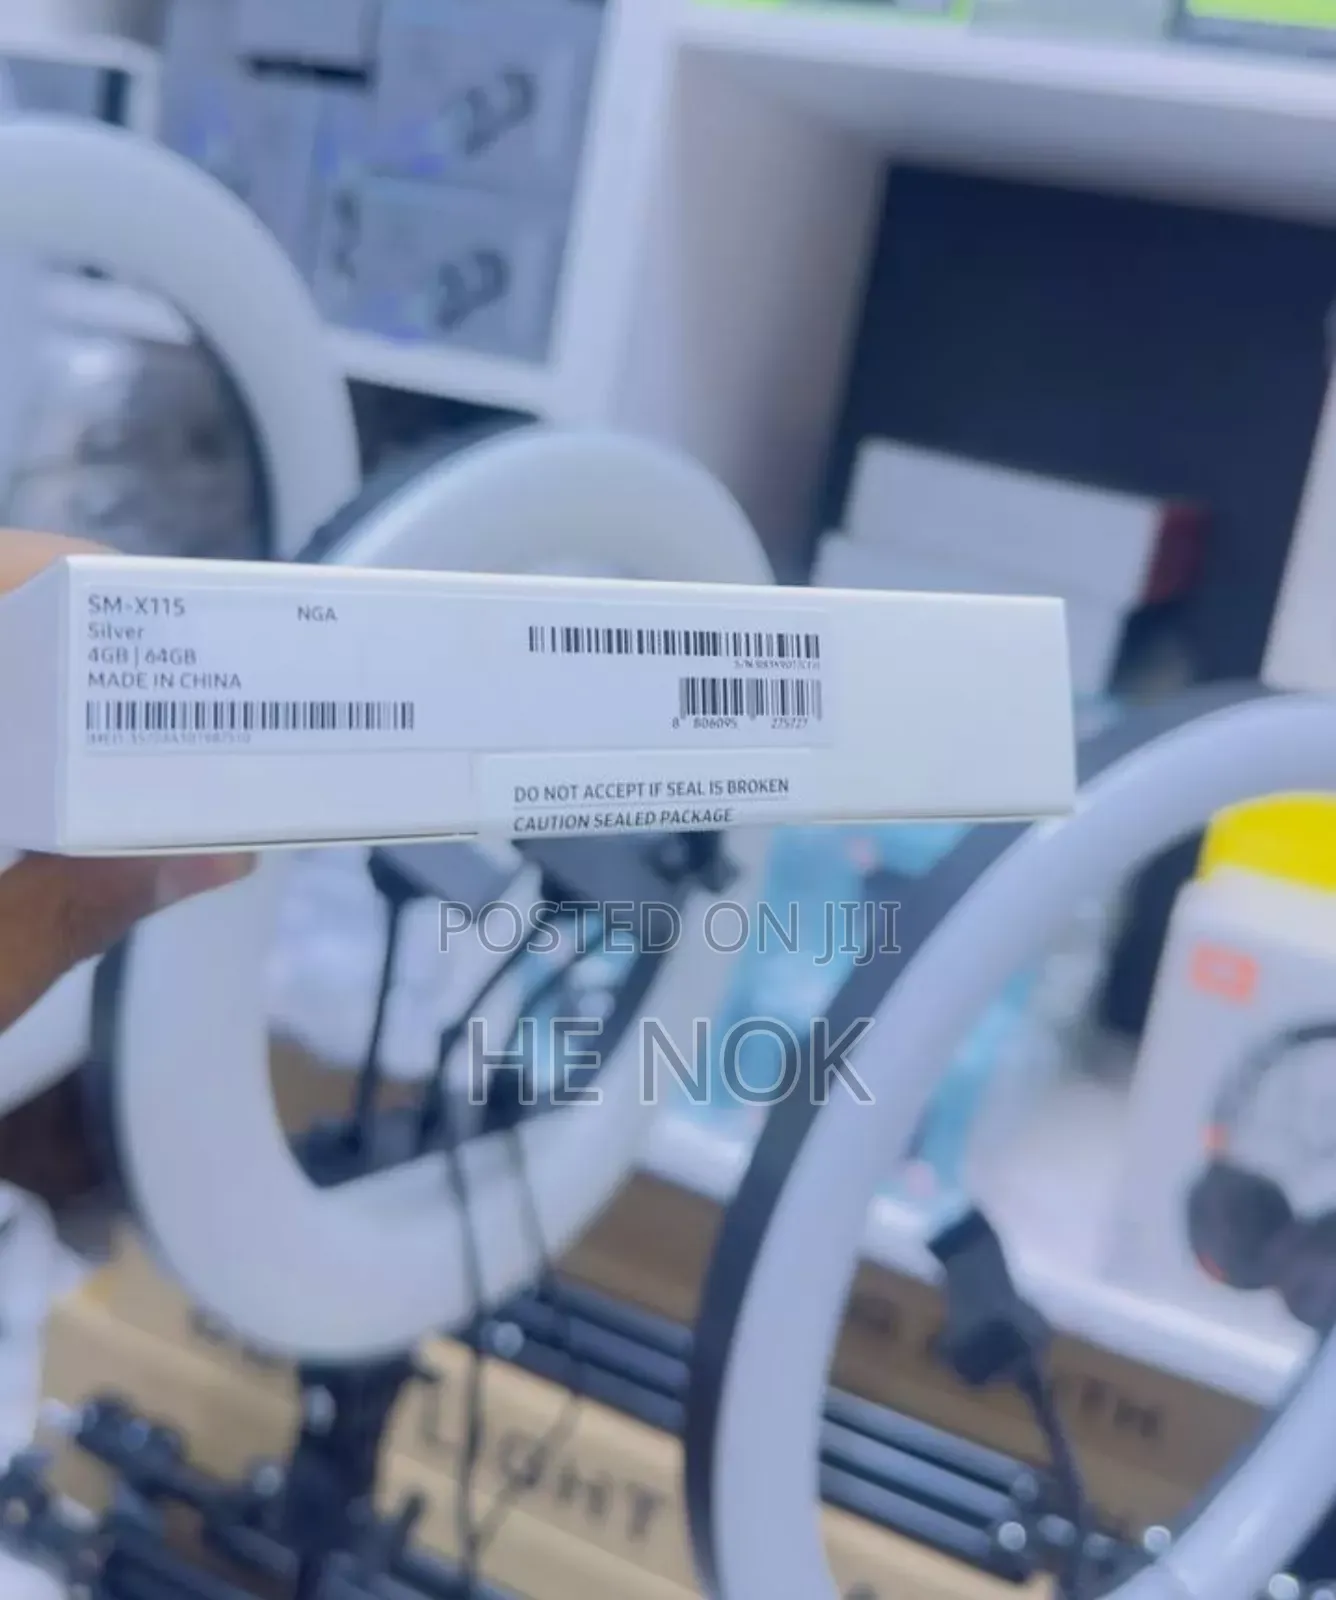 SM-X115
NGA
Silver
4GB | 64GB
MADE IN CHINA
8 806095 275727
DO NOT ACCEPT IF SEAL IS BROKEN
CAUTION SEALED PACKAGE
POSTED ON JIJI
HE NOK
LIGHT